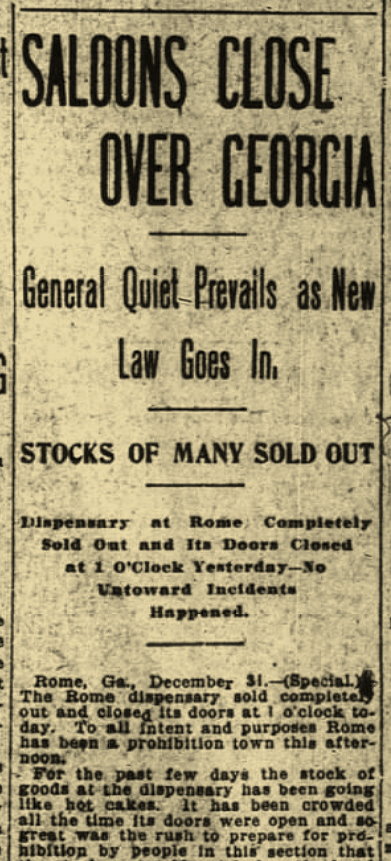 SALOONS CLOSE
OVER GEORGIA
General Quiet Prevails as New
Law Goes In.
STOCKS OF MANY SOLD OUT
Dispensary at Rome Completely
Sold Out and Its Doors Closed
at 1 O'Clock Yesterday—No
Untoward Incidents
Happened.
Rome, Ga., December 31.—(Special.)
The Rome dispensary sold completely
out and closed its doors at 1 o'clock to-
day. To all intent and purposes Rome
has been a prohibition town this after-
noon.
For the past few days the stock of
goods at the dispensary has been going
like hot cakes. It has been crowded
all the time its doors were open and so
great was the rush to prepare for pro-
hibition by people in this section that